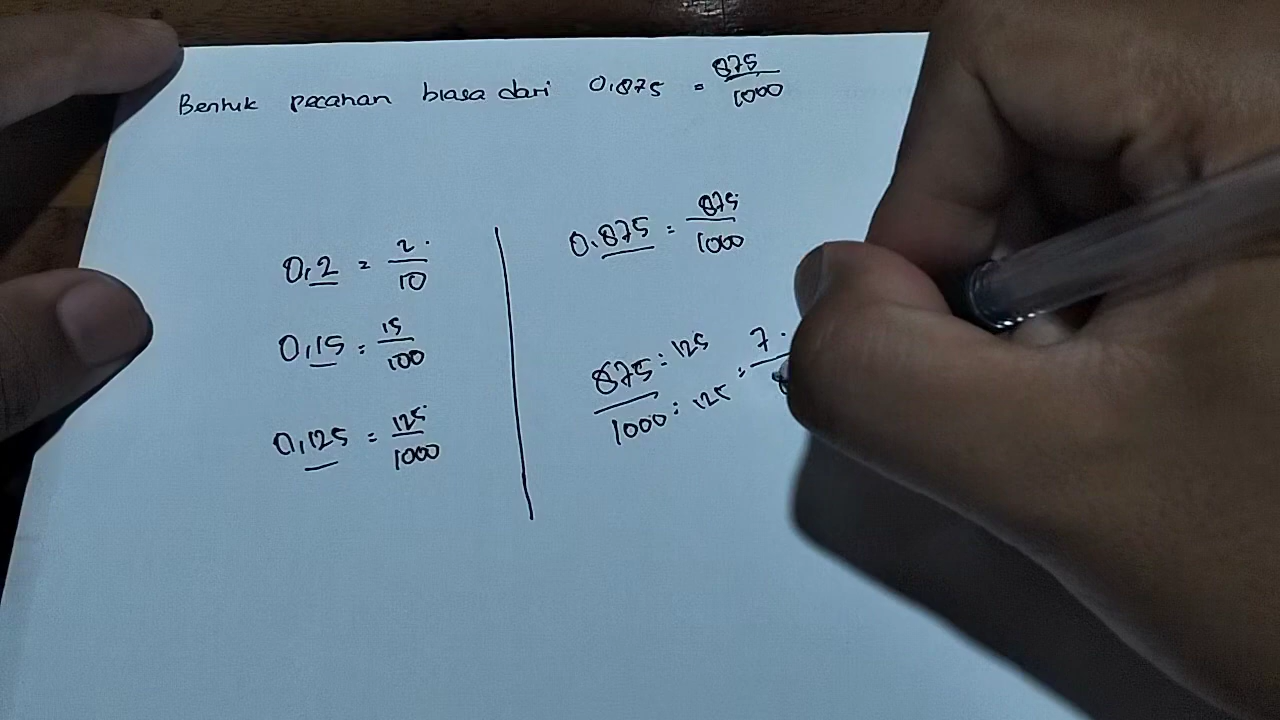 Bentuk pecahan biasa dari 0.875 = 875/1000
0,2 = 2/10
0,15 = 15/100
0,125 = 125/1000
0.875 = 875/1000
875 : 125 / 1000 : 125 = 7/